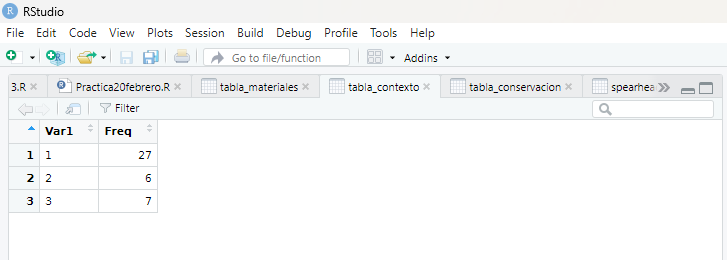 RStudio
File Edit Code View Plots Session Build Debug Profile Tools Help
Go to file/function Addins
3.R Practica20febrero.R tabla_materiales tabla_contexto tabla_conservacion spearhea
Filter
Var1 Freq
1 1 27
2 2 6
3 3 7